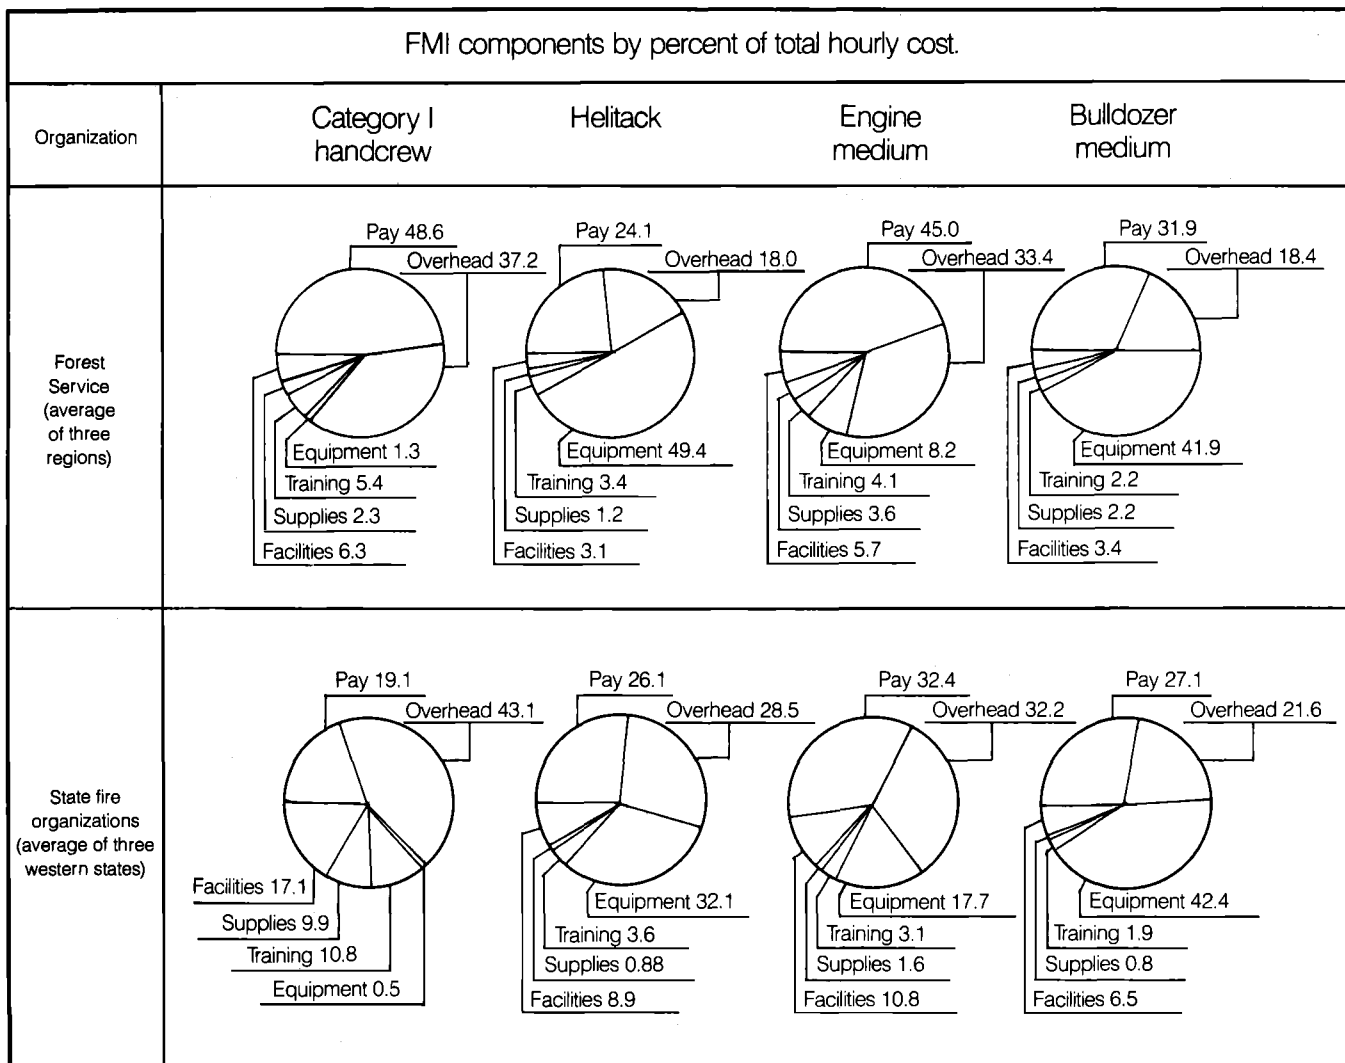 FMI components by percent of total hourly cost.
Organization
Category I
handcrew
Helitack
Engine
medium
Bulldozer
medium
Forest
Service
(average
of three
regions)
Pay 48.6
Overhead 37.2
Equipment 1.3
Training 5.4
Supplies 2.3
Facilities 6.3
Pay 24.1
Overhead 18.0
Equipment 49.4
Training 3.4
Supplies 1.2
Facilities 3.1
Pay 45.0
Overhead 33.4
Equipment 8.2
Training 4.1
Supplies 3.6
Facilities 5.7
Pay 31.9
Overhead 18.4
Equipment 41.9
Training 2.2
Supplies 2.2
Facilities 3.4
State fire
organizations
(average of three
western states)
Pay 19.1
Overhead 43.1
Facilities 17.1
Supplies 9.9
Training 10.8
Equipment 0.5
Pay 26.1
Overhead 28.5
Equipment 32.1
Training 3.6
Supplies 0.88
Facilities 8.9
Pay 32.4
Overhead 32.2
Equipment 17.7
Training 3.1
Supplies 1.6
Facilities 10.8
Pay 27.1
Overhead 21.6
Equipment 42.4
Training 1.9
Supplies 0.8
Facilities 6.5